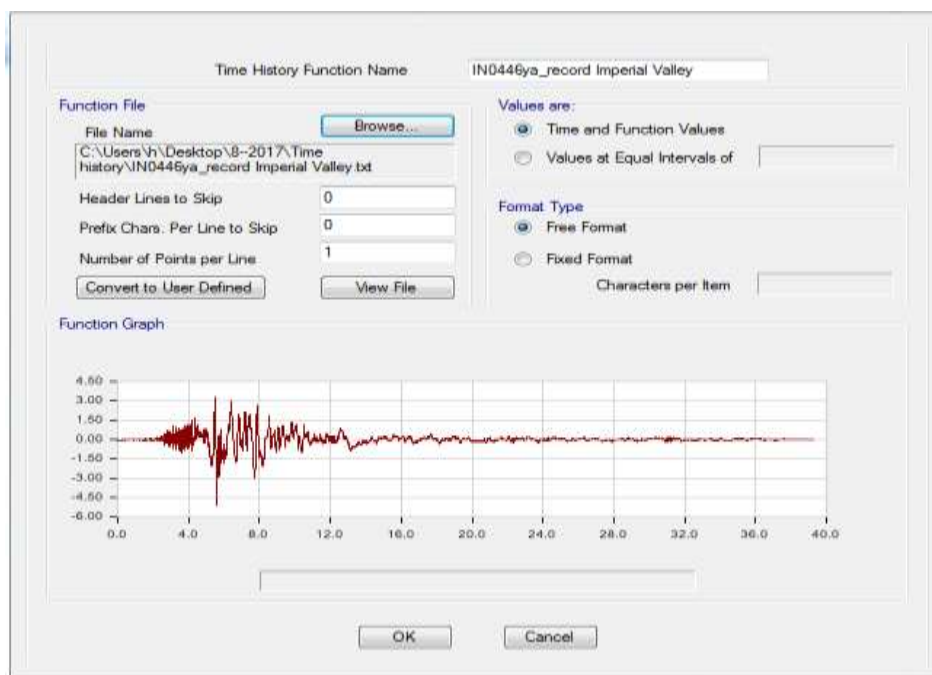 Time History Function Name IN0446ya_record Imperial Valley
Function File
File Name Browse...
C:\Users\h\Desktop\8--2017\Time
history\IN0446ya_record Imperial Valley.txt
Header Lines to Skip 0
Prefix Chars. Per Line to Skip 0
Number of Points per Line 1
Convert to User Defined View File
Values are:
Time and Function Values
Values at Equal Intervals of
Format Type
Free Format
Fixed Format
Characters per Item
Function Graph
4.50
3.00
1.50
0.00
-1.50
-3.00
-4.50
-6.00
0.0 4.0 8.0 12.0 16.0 20.0 24.0 28.0 32.0 36.0 40.0
OK Cancel